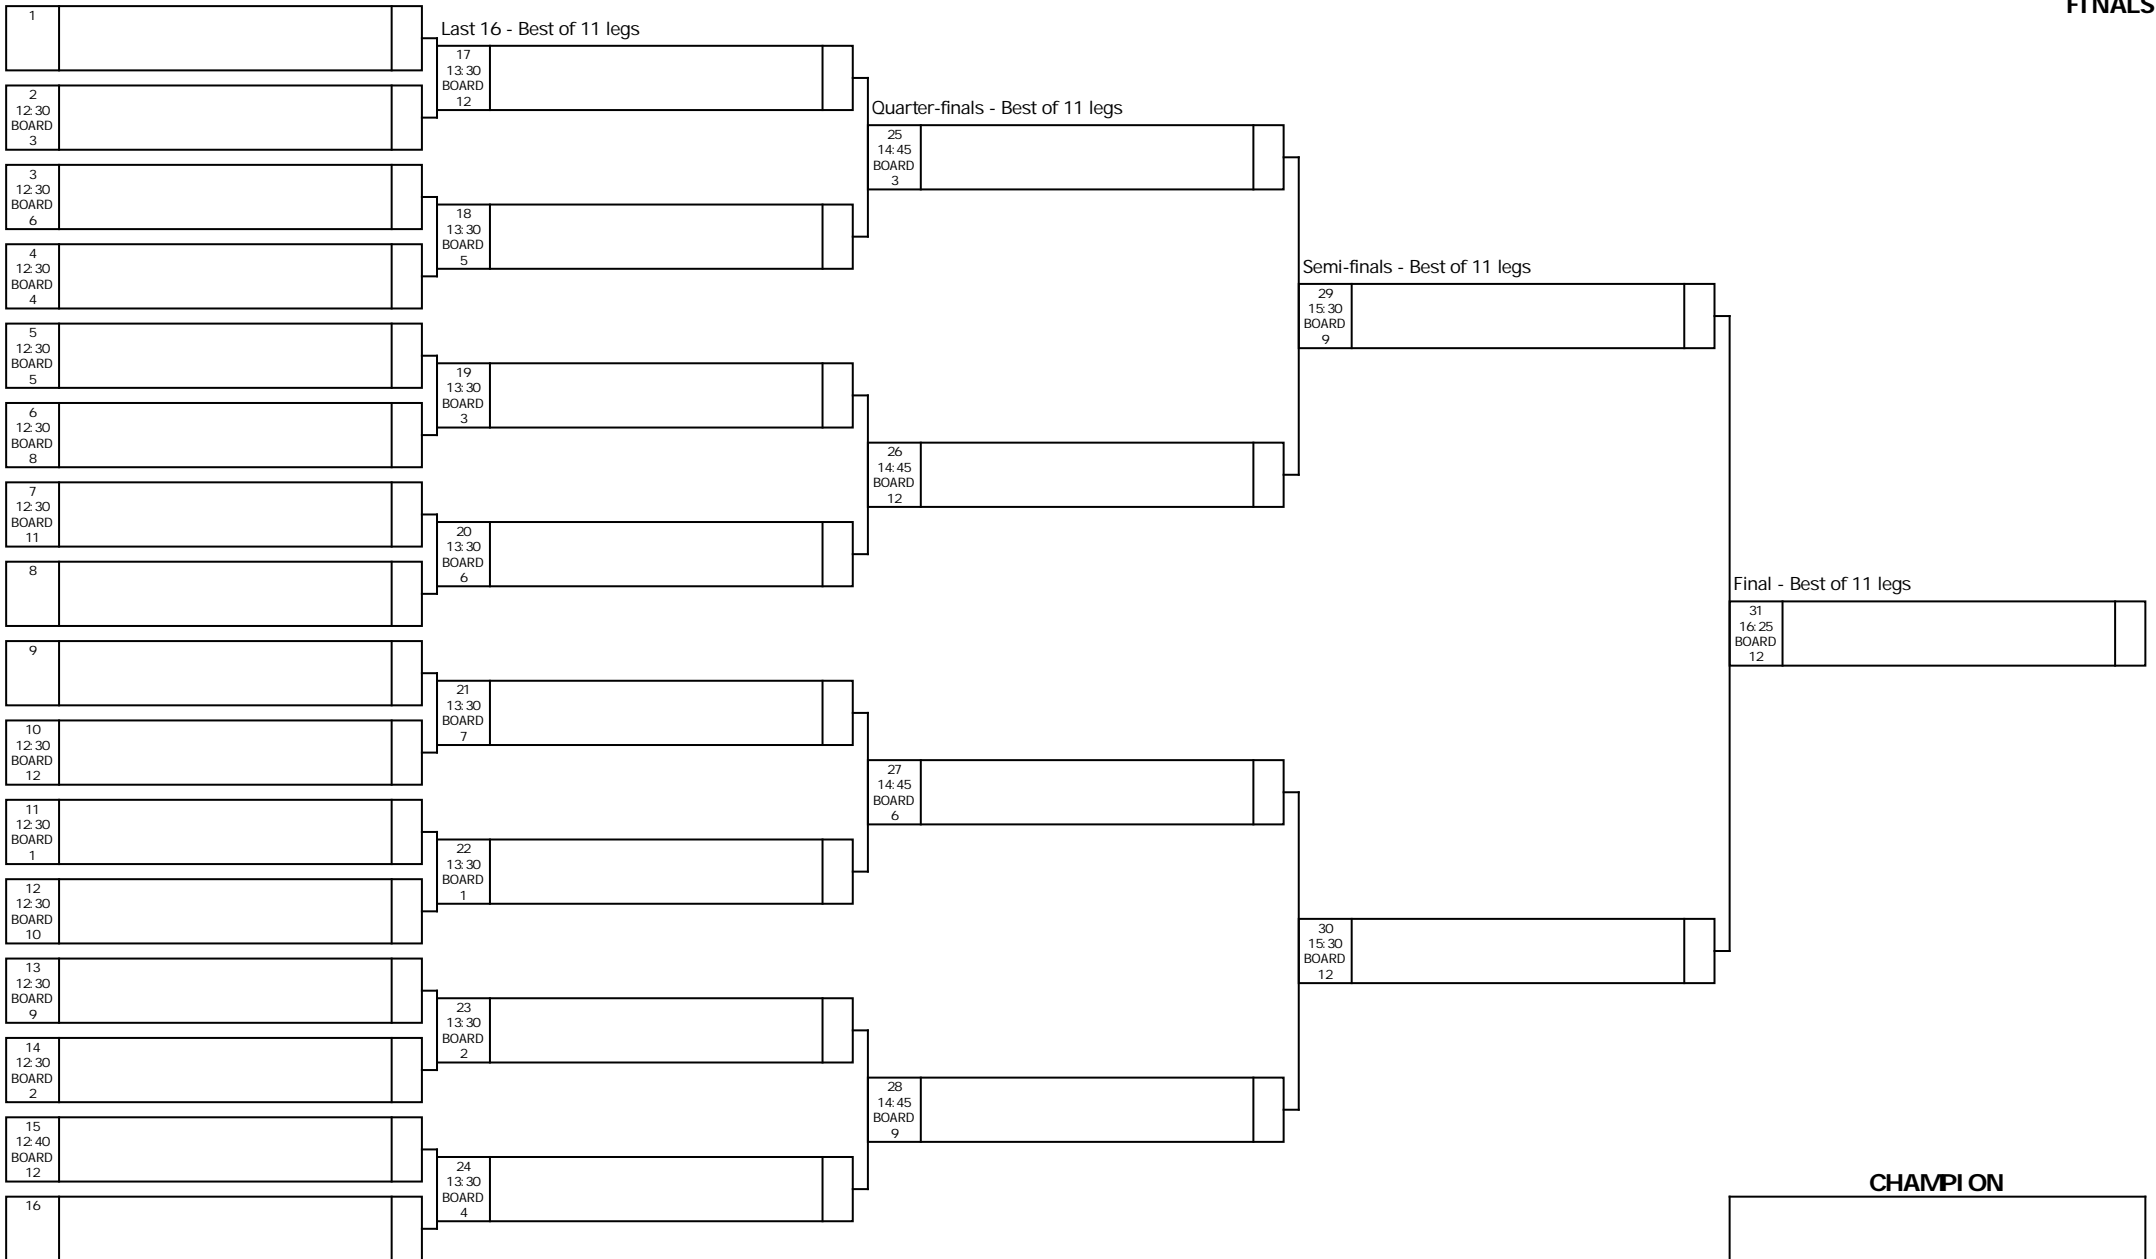 FINALS
1
2
12:30
BOARD
3
3
12:30
BOARD
6
4
12:30
BOARD
4
5
12:30
BOARD
5
6
12:30
BOARD
8
7
12:30
BOARD
11
8
9
10
12:30
BOARD
12
11
12:30
BOARD
1
12
12:30
BOARD
10
13
12:30
BOARD
9
14
12:30
BOARD
2
15
12:40
BOARD
12
16
Last 16 - Best of 11 legs
17
13:30
BOARD
12
18
13:30
BOARD
5
19
13:30
BOARD
3
20
13:30
BOARD
6
21
13:30
BOARD
7
22
13:30
BOARD
1
23
13:30
BOARD
2
24
13:30
BOARD
4
Quarter-finals - Best of 11 legs
25
14:45
BOARD
3
26
14:45
BOARD
12
27
14:45
BOARD
6
28
14:45
BOARD
9
Semi-finals - Best of 11 legs
29
15:30
BOARD
9
30
15:30
BOARD
12
Final - Best of 11 legs
31
16:25
BOARD
12
CHAMPION